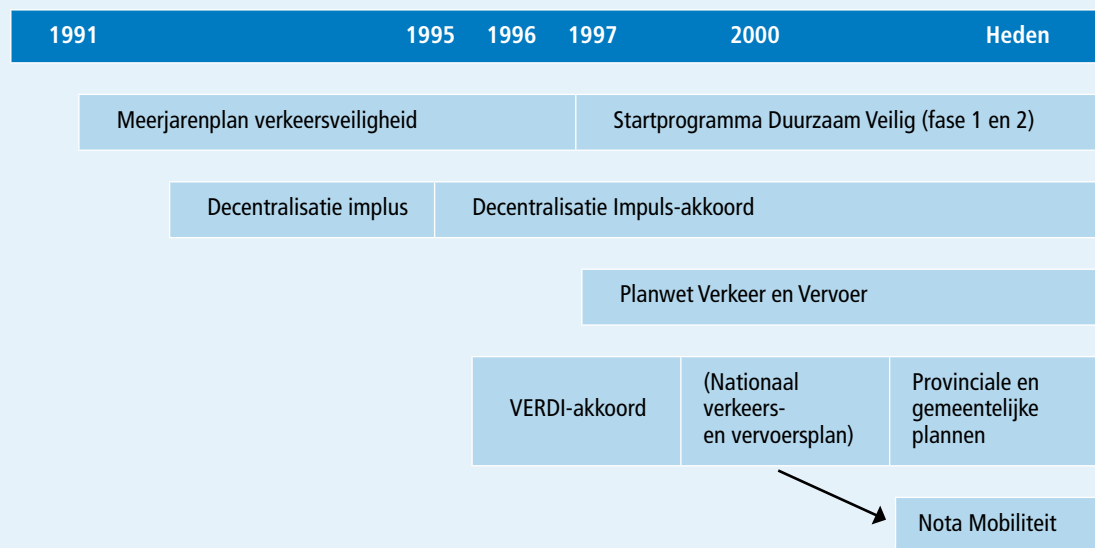 1991 1995 1996 1997 2000 Heden
Meerjarenplan verkeersveiligheid Startprogramma Duurzaam Veilig (fase 1 en 2)
Decentralisatie implus Decentralisatie Impuls-akkoord
Planwet Verkeer en Vervoer
VERDI-akkoord
(Nationaal
verkeers-
en vervoersplan)
Provinciale en
gemeentelijke
plannen
Nota Mobiliteit